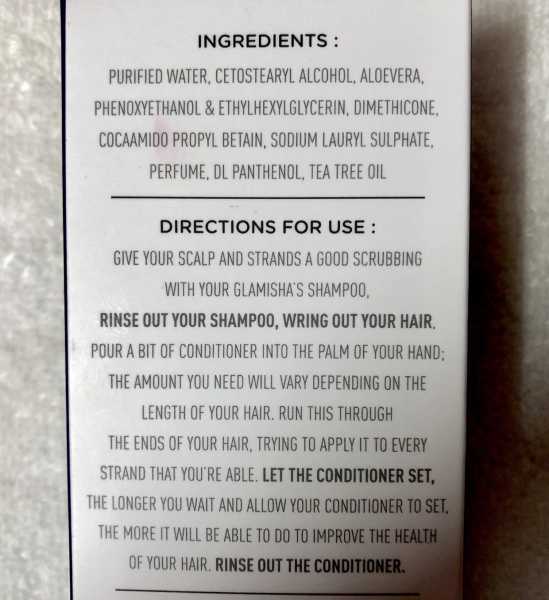 INGREDIENTS :
PURIFIED WATER, CETOSTEARYL ALCOHOL, ALOEVERA,
PHENOXYETHANOL & ETHYLHEXYLGLYCERIN, DIMETHICONE,
COCAAMIDO PROPYL BETAIN, SODIUM LAURYL SULPHATE,
PERFUME, DL PANTHENOL, TEA TREE OIL
DIRECTIONS FOR USE :
GIVE YOUR SCALP AND STRANDS A GOOD SCRUBBING
WITH YOUR GLAMISHA'S SHAMPOO,
RINSE OUT YOUR SHAMPOO, WRING OUT YOUR HAIR.
POUR A BIT OF CONDITIONER INTO THE PALM OF YOUR HAND;
THE AMOUNT YOU NEED WILL VARY DEPENDING ON THE
LENGTH OF YOUR HAIR. RUN THIS THROUGH
THE ENDS OF YOUR HAIR, TRYING TO APPLY IT TO EVERY
STRAND THAT YOU'RE ABLE. LET THE CONDITIONER SET,
THE LONGER YOU WAIT AND ALLOW YOUR CONDITIONER TO SET,
THE MORE IT WILL BE ABLE TO DO TO IMPROVE THE HEALTH
OF YOUR HAIR. RINSE OUT THE CONDITIONER.